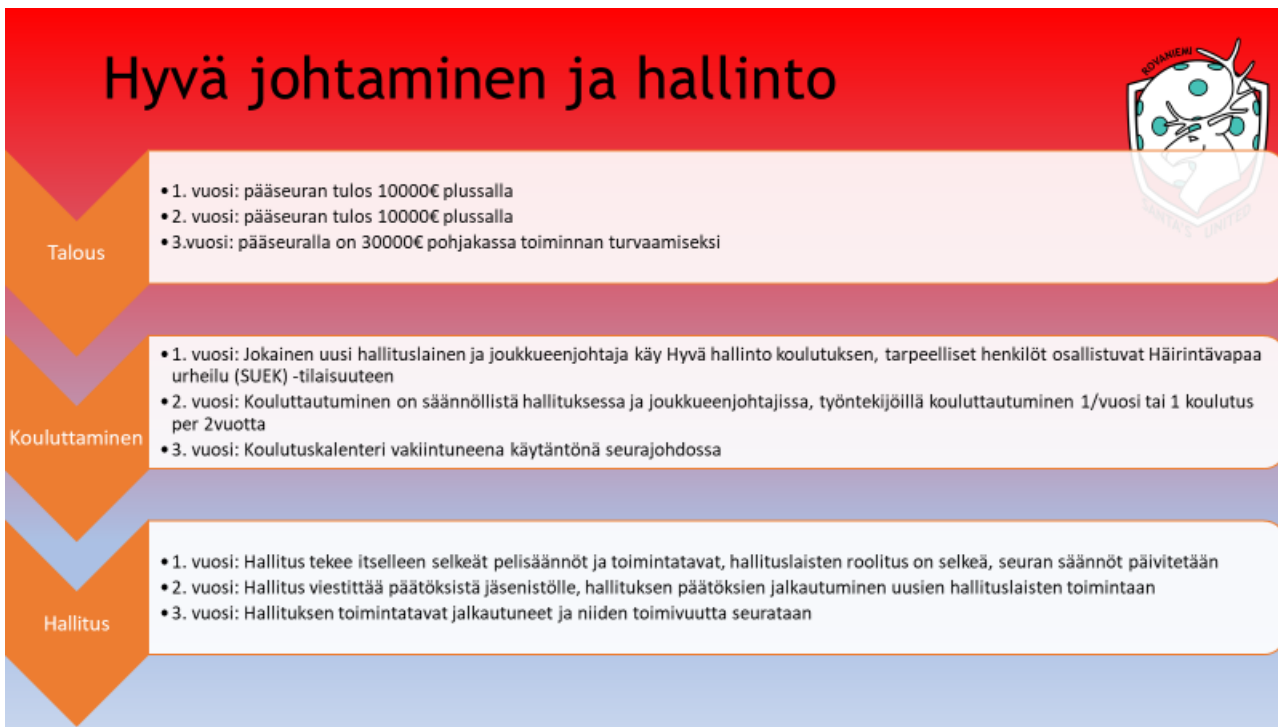 Hyvä johtaminen ja hallinto
ROVANIEMI
SANTA'S UNITED
Talous
• 1. vuosi: pääseuran tulos 10000€ plussalla
• 2. vuosi: pääseuran tulos 10000€ plussalla
• 3.vuosi: pääseuralla on 30000€ pohjakassa toiminnan turvaamiseksi
Kouluttaminen
• 1. vuosi: Jokainen uusi hallituslainen ja joukkueenjohtaja käy Hyvä hallinto koulutuksen, tarpeelliset henkilöt osallistuvat Häirintävapaa
urheilu (SUEK) -tilaisuuteen
• 2. vuosi: Kouluttautuminen on säännöllistä hallituksessa ja joukkueenjohtajissa, työntekijöillä kouluttautuminen 1/vuosi tai 1 koulutus
per 2vuotta
• 3. vuosi: Koulutuskalenteri vakiintuneena käytäntönä seurajohdossa
Hallitus
• 1. vuosi: Hallitus tekee itselleen selkeät pelisäännöt ja toimintatavat, hallituslaisten roolitus on selkeä, seuran säännöt päivitetään
• 2. vuosi: Hallitus viestittää päätöksistä jäsenistölle, hallituksen päätöksien jalkautuminen uusien hallituslaisten toimintaan
• 3. vuosi: Hallituksen toimintatavat jalkautuneet ja niiden toimivuutta seurataan